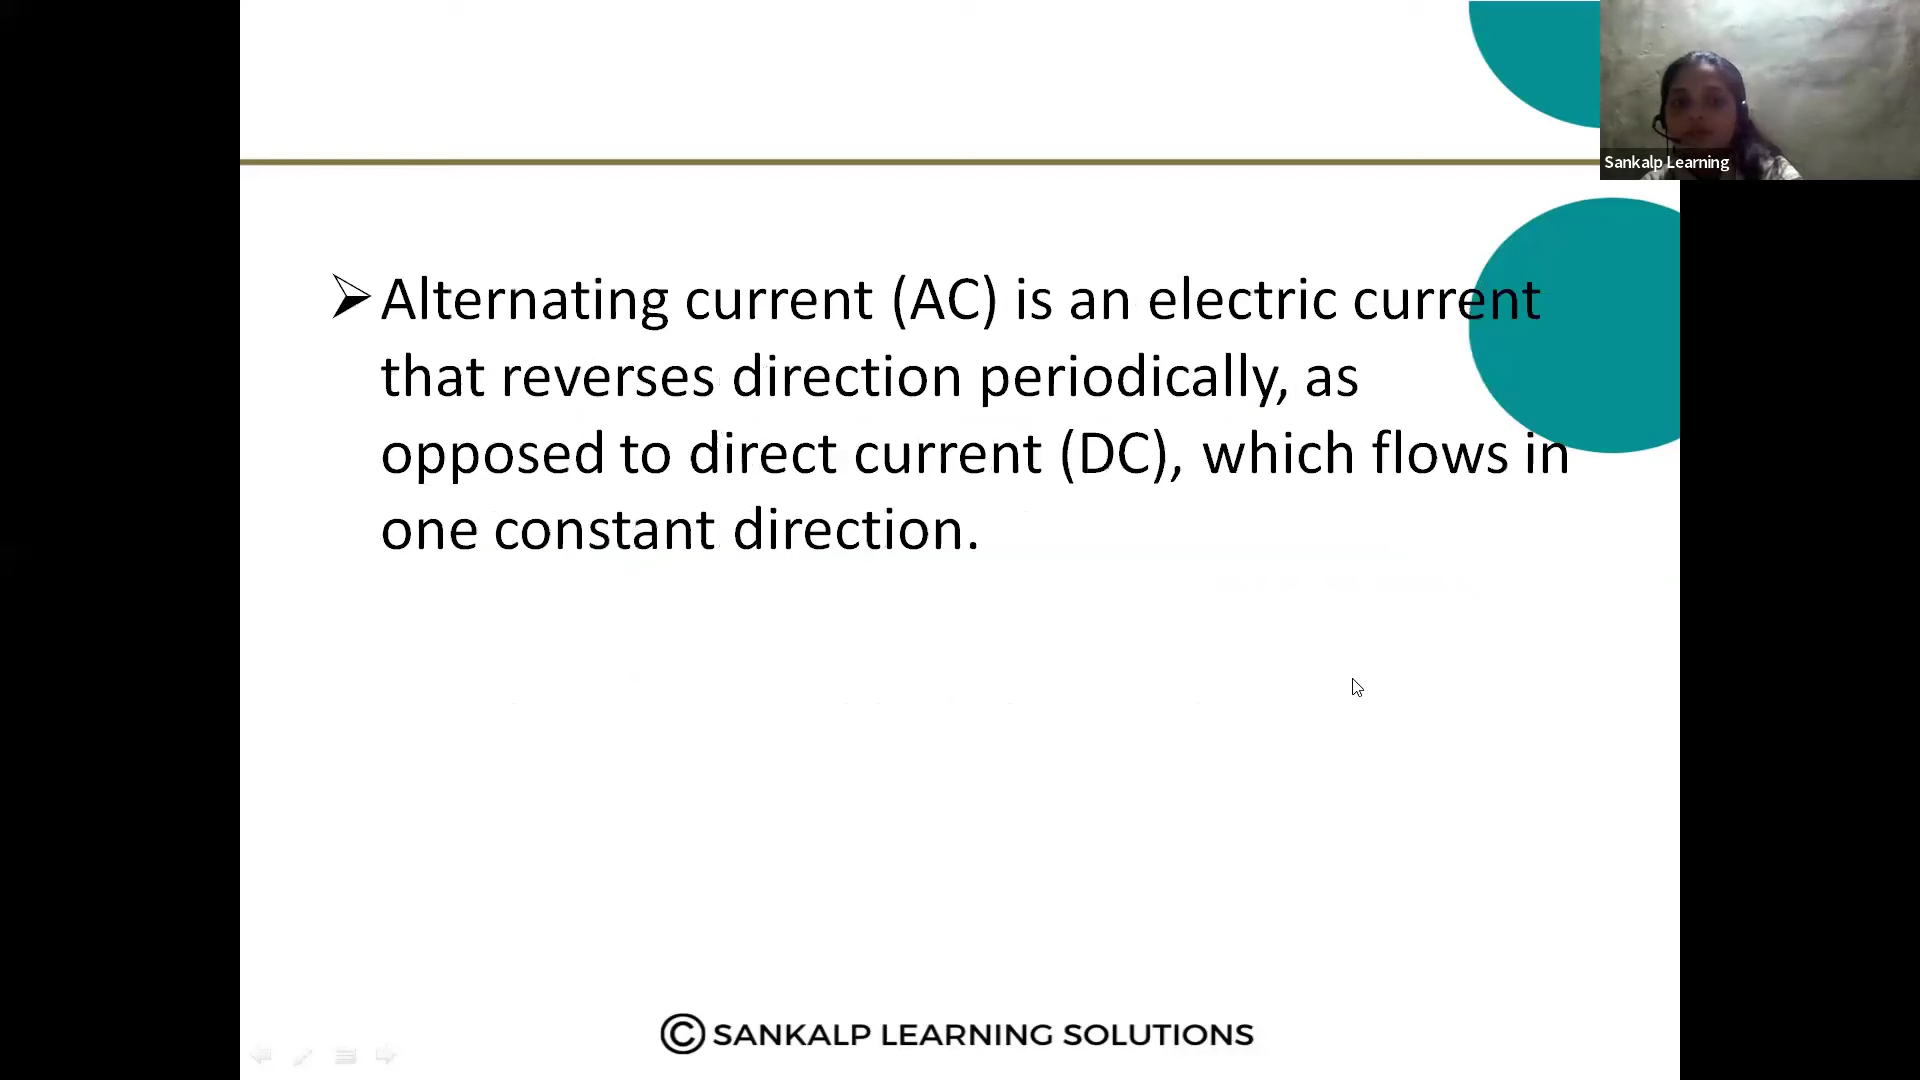 Sankalp Learning
Alternating current (AC) is an electric current
that reverses direction periodically, as
opposed to direct current (DC), which flows in
one constant direction.
© SANKALP LEARNING SOLUTIONS